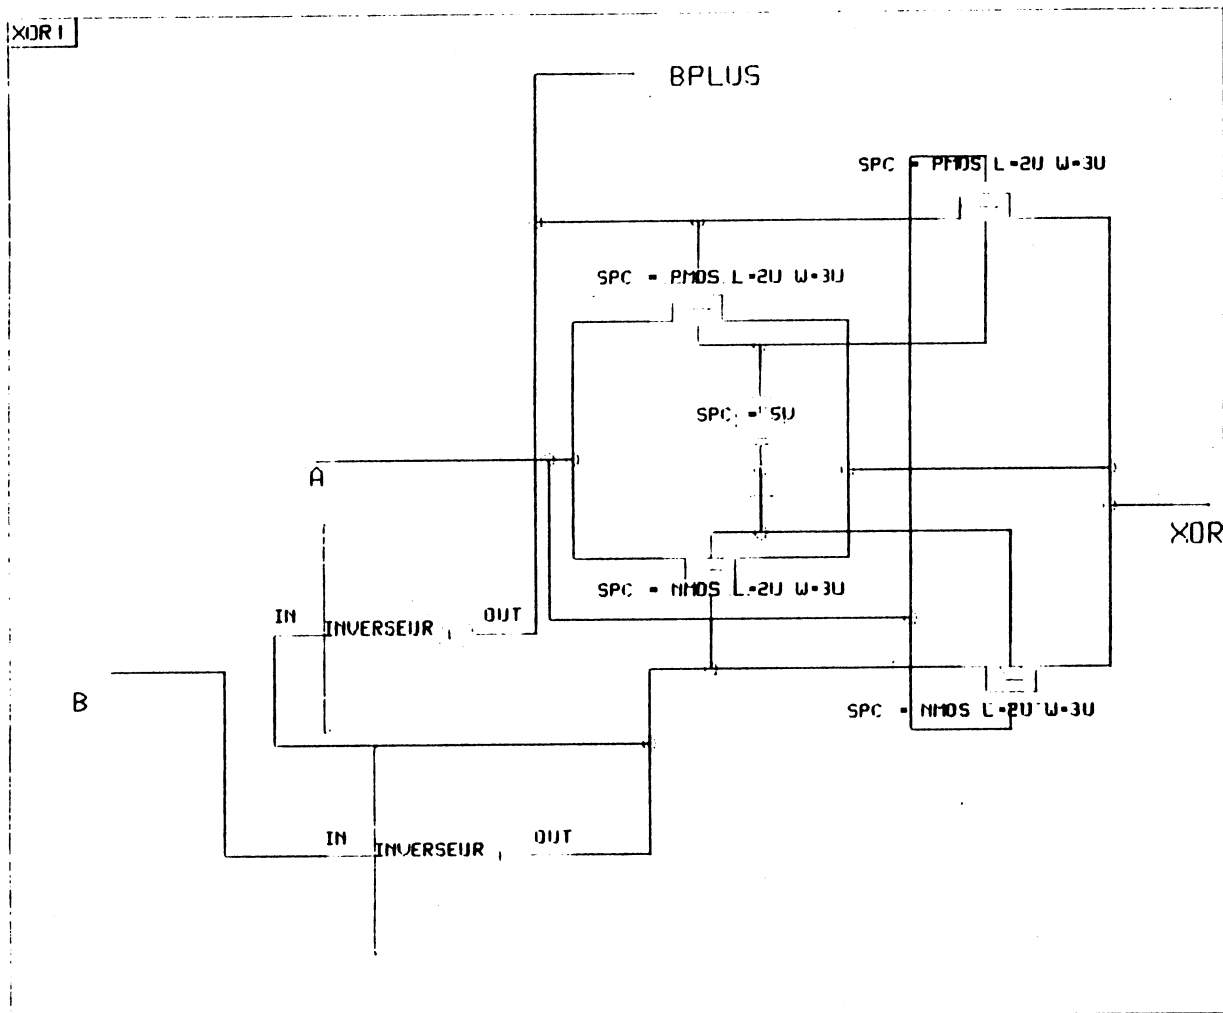 XOR1
BPLUS
SPC = PMOS L=2U W=3U
SPC = PMOS L=2U W=3U
SPC = 5V
A
XOR
SPC = NMOS L=2U W=3U
IN INVERSEUR OUT
B
SPC = NMOS L=2U W=3U
IN INVERSEUR OUT